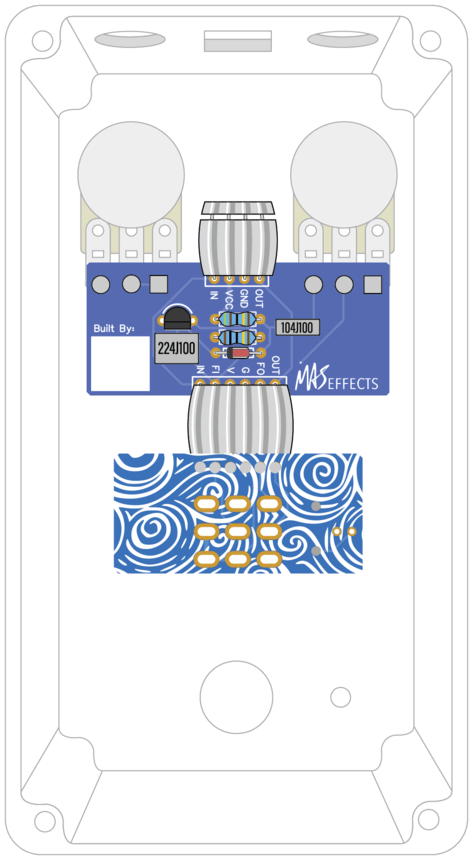 IN
VCC
GND
OUT
104J100
Built By:
224J100
MAS EFFECTS
IN
FI
V
G
FO
OUT